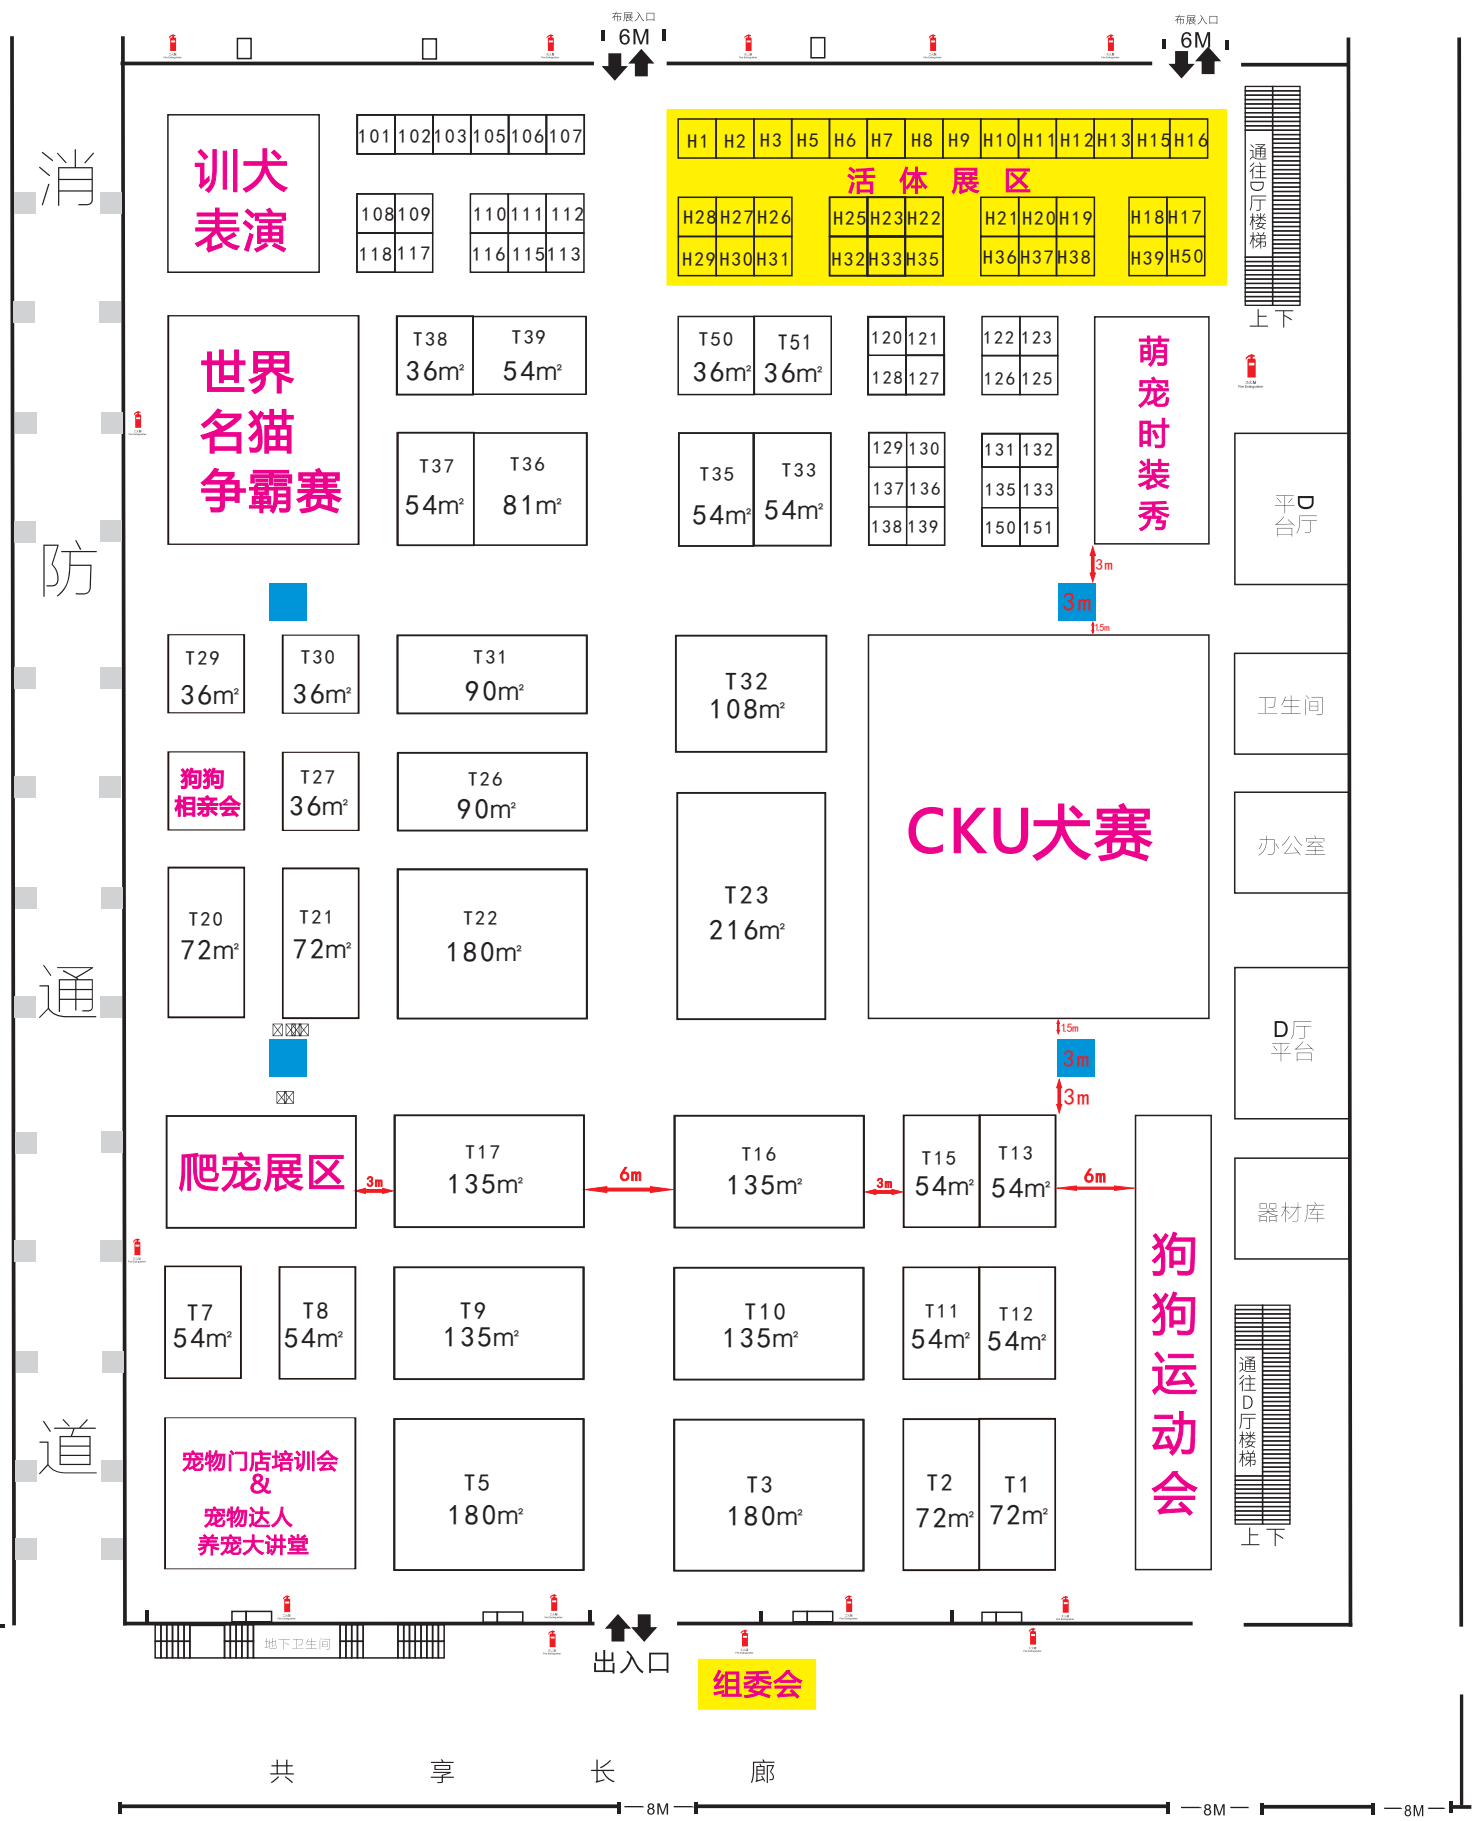 布展入口
6M
布展入口
6M
训犬
表演
101 102 103 105 106 107
108 109
118 117
110 111 112
116 115 113
H1 H2 H3 H5 H6 H7 H8 H9 H10 H11 H12 H13 H15 H16
活体展区
H28 H27 H26 H25 H23 H22 H21 H20 H19 H18 H17
H29 H30 H31 H32 H33 H35 H36 H37 H38 H39 H50
通往D厅楼梯
上下
世界
名猫
争霸赛
T38
36m²
T39
54m²
T50
36m²
T51
36m²
120 121
128 127
122 123
126 125
萌宠时装秀
T37
54m²
T36
81m²
T35
54m²
T33
54m²
129 130
137 136
138 139
131 132
135 133
150 151
D厅
平台
3m
3m
1.5m
T29
36m²
T30
36m²
T31
90m²
T32
108m²
卫生间
狗狗
相亲会
T27
36m²
T26
90m²
CKU犬赛
办公室
T20
72m²
T21
72m²
T22
180m²
T23
216m²
D厅
平台
1.5m
3m
3m
爬宠展区
3m
T17
135m²
6m
T16
135m²
3m
T15
54m²
T13
54m²
6m
器材库
狗狗运动会
T7
54m²
T8
54m²
T9
135m²
T10
135m²
T11
54m²
T12
54m²
通往D厅楼梯
上下
宠物门店培训会
&
宠物达人
养宠大讲堂
T5
180m²
T3
180m²
T2
72m²
T1
72m²
地下卫生间
出入口
组委会
共享长廊
8M
8M
8M
消防通道